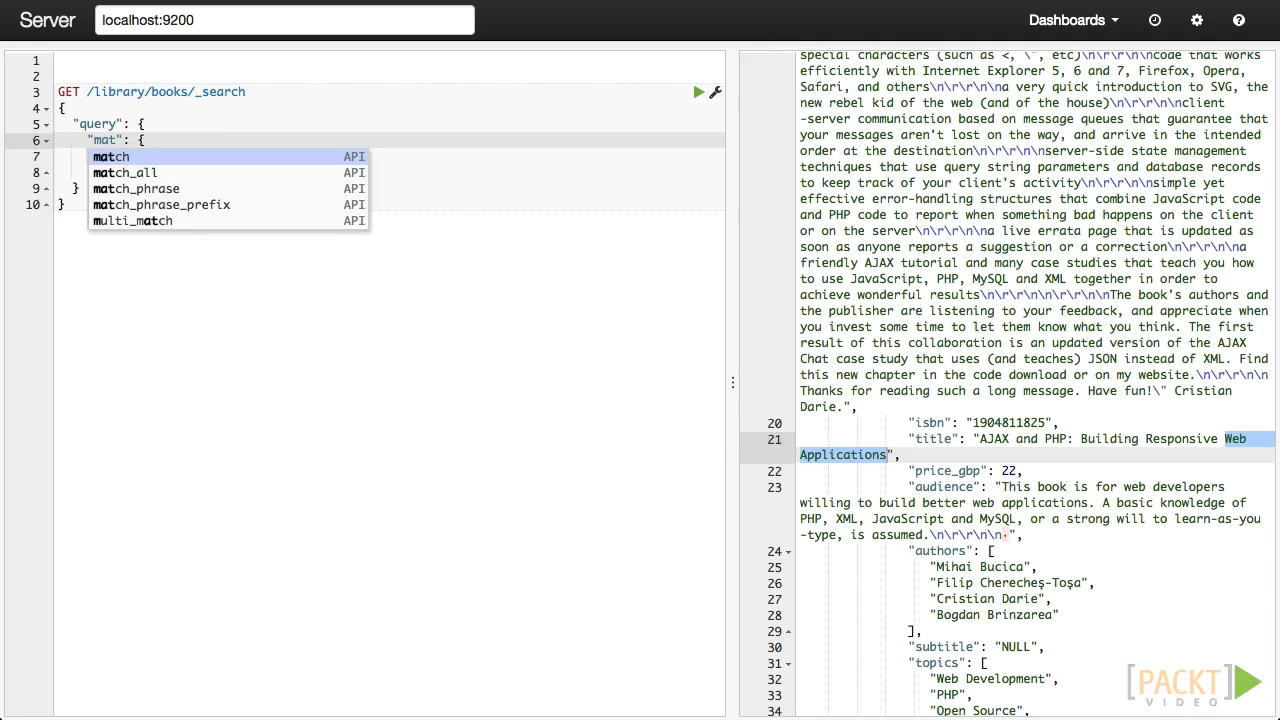 Server
localhost:9200
Dashboards
1
2
3
GET /library/books/_search
4
{
5
"query": {
6
"mat": {
7
match API
8
match_all API
9
match_phrase API
}
match_phrase_prefix API
10
}
multi_match API
special characters (such as <, \", etc)\n\r\r\n\ncode that works
efficiently with Internet Explorer 5, 6 and 7, Firefox, Opera,
Safari, and others\n\r\r\n\na very quick introduction to SVG, the
new rebel kid of the web (and of the house)\n\r\r\n\nclient
-server communication based on message queues that guarantee that
your messages aren't lost on the way, and arrive in the intended
order at the destination\n\r\r\n\nserver-side state management
techniques that use query string parameters and database records
to keep track of your client's activity\n\r\r\n\nsimple yet
effective error-handling structures that combine JavaScript code
and PHP code to report when something bad happens on the client
or on the server\n\r\r\n\na live errata page that is updated as
soon as anyone reports a suggestion or a correction\n\r\r\n\na
friendly AJAX tutorial and many case studies that teach you how
to use JavaScript, PHP, MySQL and XML together in order to
achieve wonderful results\n\r\r\n\n\r\r\n\nThe book's authors and
the publisher are listening to your feedback, and appreciate when
you invest some time to let them know what you think. The first
result of this collaboration is an updated version of the AJAX
Chat case study that uses (and teaches) JSON instead of XML. Find
this new chapter in the code download or on my website.\n\r\r\n\n
Thanks for reading such a long message. Have fun!\" Cristian
Darie.",
20 "isbn": "1904811825",
21 "title": "AJAX and PHP: Building Responsive Web
Applications",
22 "price_gbp": 22,
23 "audience": "This book is for web developers
willing to build better web applications. A basic knowledge of
PHP, XML, JavaScript and MySQL, or a strong will to learn-as-you
-type, is assumed.\n\r\r\n\n·",
24 "authors": [
25 "Mihai Bucica",
26 "Filip Cherecheş-Toşa",
27 "Cristian Darie",
28 "Bogdan Brinzarea"
29 ],
30 "subtitle": "NULL",
31 "topics": [
32 "Web Development",
33 "PHP",
34 "Open Source",
[PACKT]
VIDEO